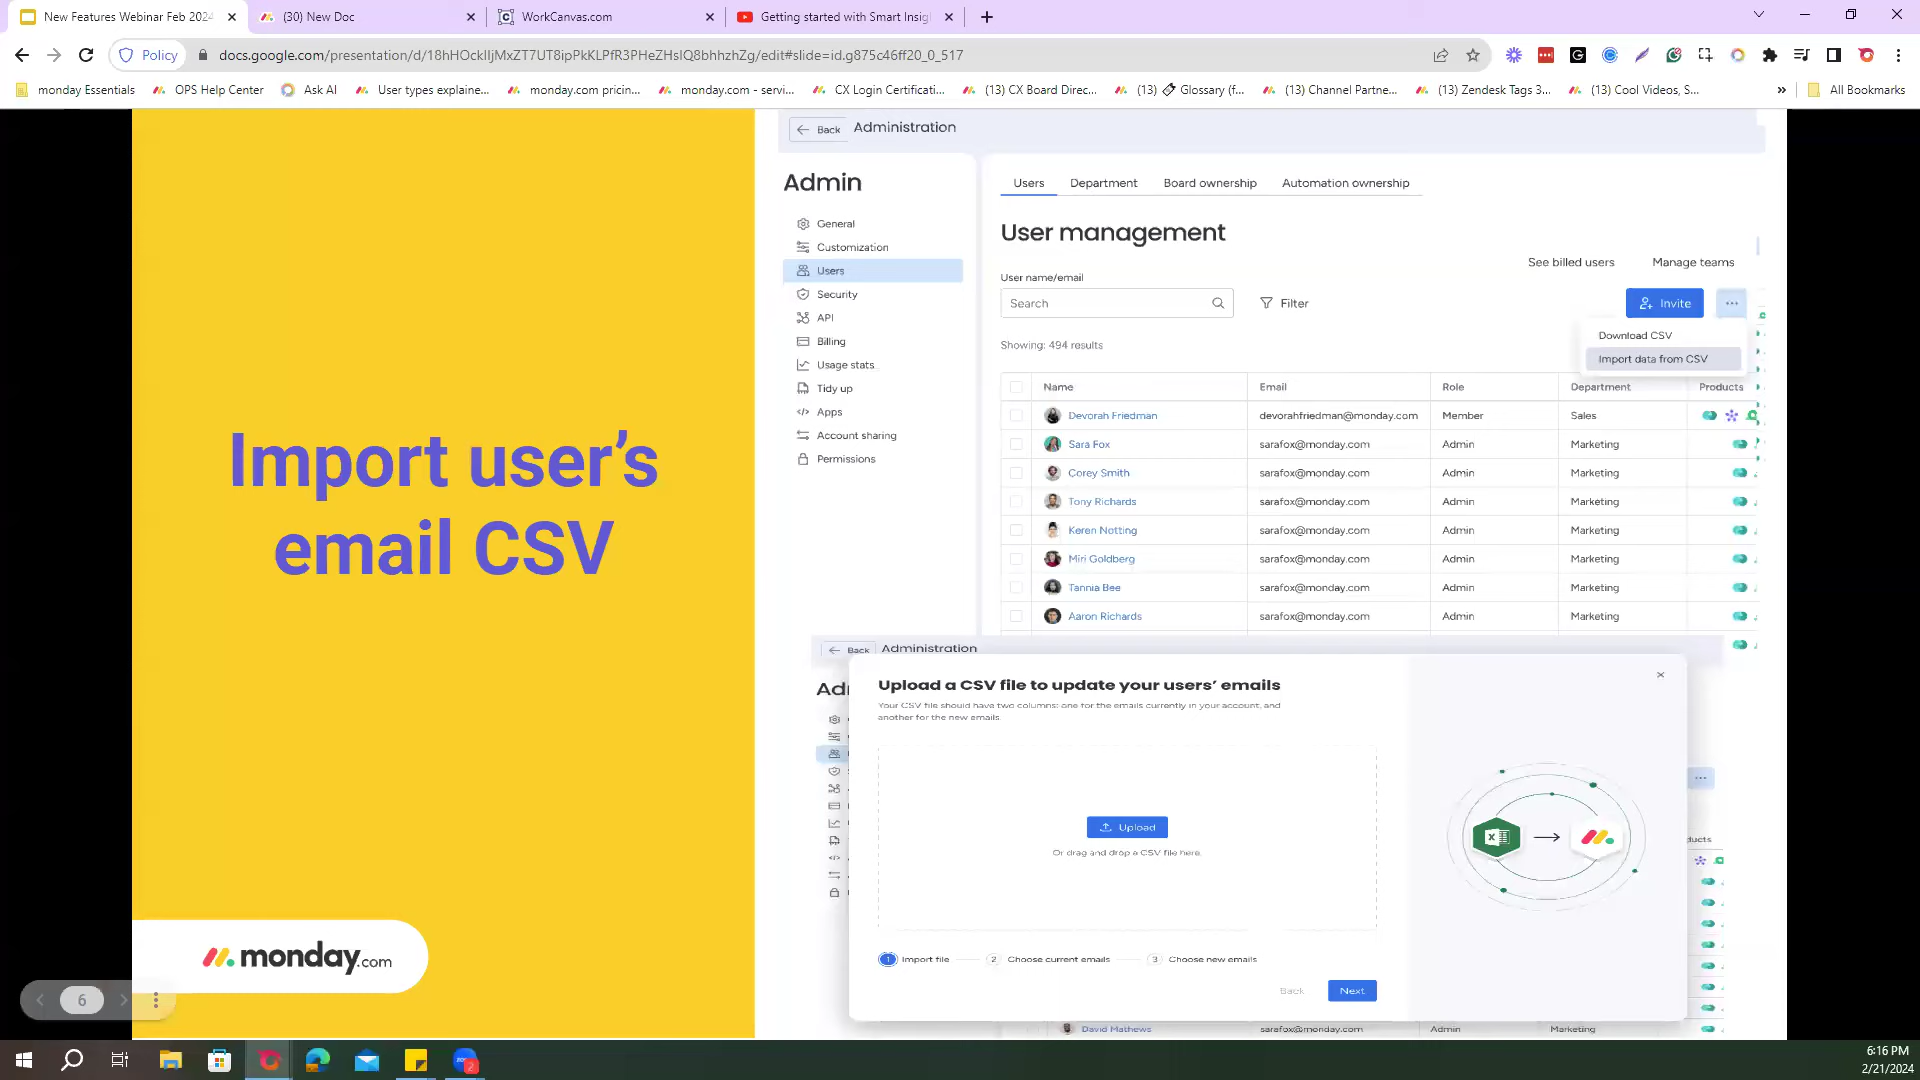 New Features Webinar Feb 2024
(30) New Doc
WorkCanvas.com
Getting started with Smart Insig
Policy
docs.google.com/presentation/d/18hHOcklIjMxZT7UT8ipPkKLPfR3PHeZHsIQ8bhhzhZg/edit#slide=id.g875c46ff20_0_517
monday Essentials
OPS Help Center
Ask AI
User types explaine...
monday.com pricin...
monday.com - servi...
CX Login Certificati...
(13) CX Board Direc...
(13) Glossary (f...
(13) Channel Partne...
(13) Zendesk Tags 3...
(13) Cool Videos, S...
»
All Bookmarks
Import user's
email CSV
monday.com
6
Back
Administration
Admin
General
Customization
Users
Security
API
Billing
Usage stats
Tidy up
Apps
Account sharing
Permissions
Users Department Board ownership Automation ownership
User management
See billed users Manage teams
User name/email
Search
Filter
Invite
Download CSV
Import data from CSV
Showing: 494 results
Name Email Role Department Products
Devorah Friedman devorahfriedman@monday.com Member Sales
Sara Fox sarafox@monday.com Admin Marketing
Corey Smith sarafox@monday.com Admin Marketing
Tony Richards sarafox@monday.com Admin Marketing
Keren Notting sarafox@monday.com Admin Marketing
Miri Goldberg sarafox@monday.com Admin Marketing
Tannia Bee sarafox@monday.com Admin Marketing
Aaron Richards sarafox@monday.com Admin Marketing
Back Administration
Ad
Upload a CSV file to update your users' emails
Your CSV file should have two columns: one for the emails currently in your account, and
another for the new emails.
Upload
Or drag and drop a CSV file here.
1 Import file 2 Choose current emails 3 Choose new emails
Back Next
ducts
David Mathews sarafox@monday.com Admin Marketing
6:16 PM
2/21/2024